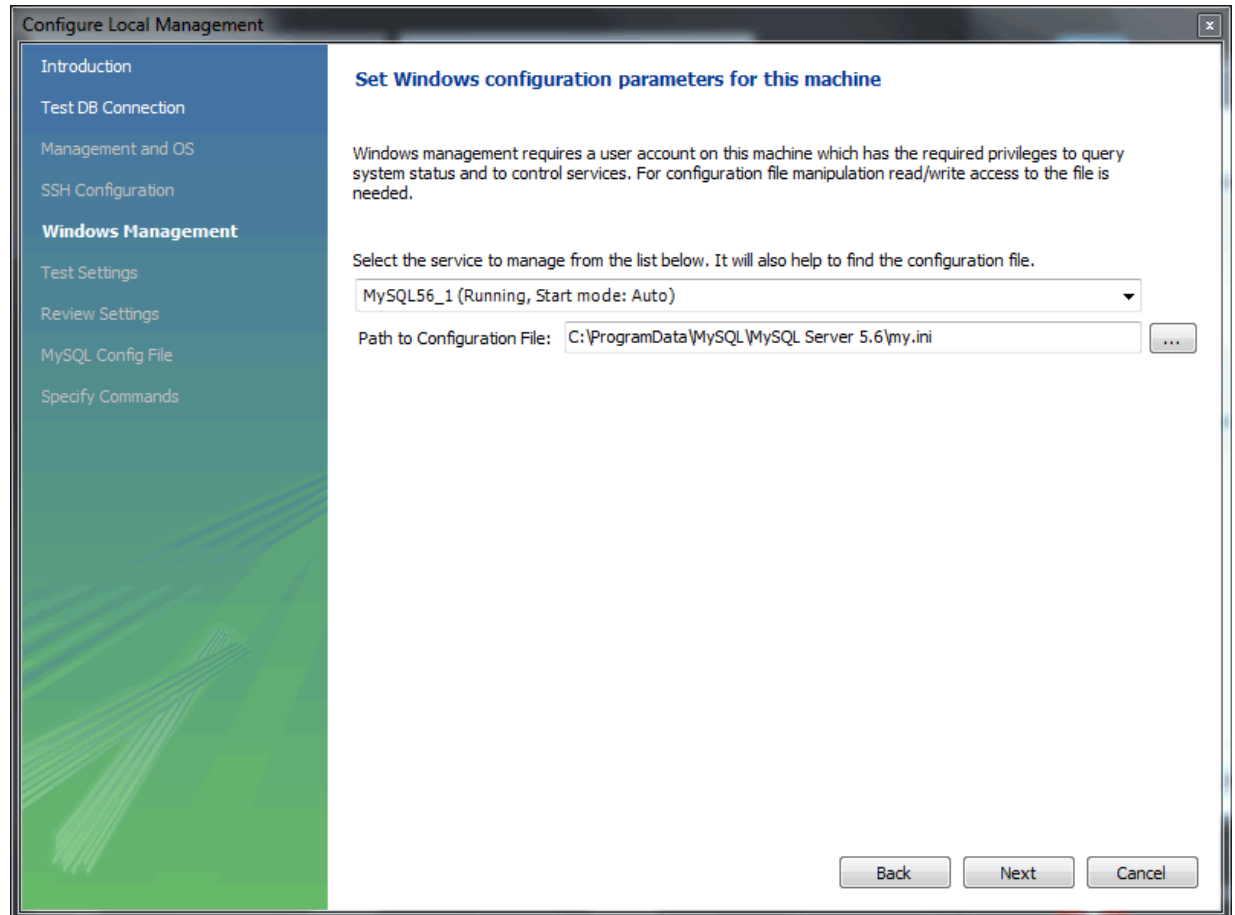 Configure Local Management
x
Introduction
Test DB Connection
Management and OS
SSH Configuration
Windows Management
Test Settings
Review Settings
MySQL Config File
Specify Commands
Set Windows configuration parameters for this machine
Windows management requires a user account on this machine which has the required privileges to query
system status and to control services. For configuration file manipulation read/write access to the file is
needed.
Select the service to manage from the list below. It will also help to find the configuration file.
MySQL56_1 (Running, Start mode: Auto)
Path to Configuration File: C:\ProgramData\MySQL\MySQL Server 5.6\my.ini ...
Back Next Cancel